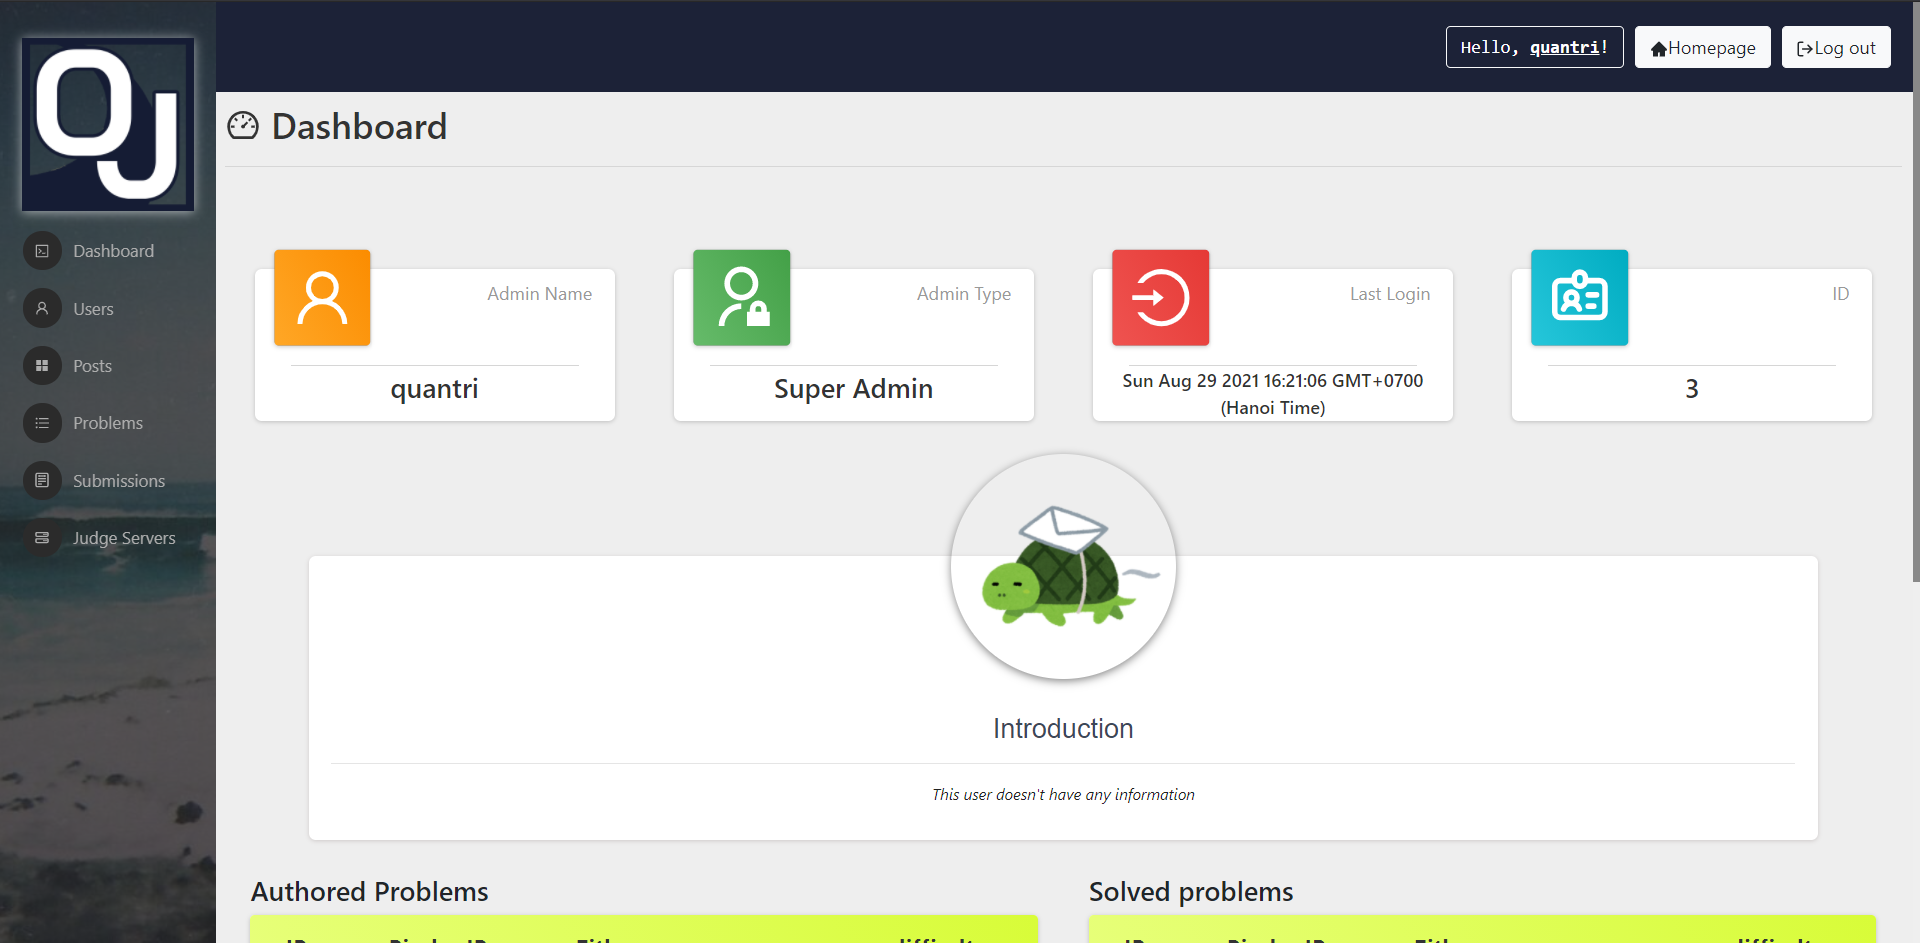 OJ
Hello, quantri!
Homepage
Log out
Dashboard
Dashboard
Users
Posts
Problems
Submissions
Judge Servers
Admin Name
quantri
Admin Type
Super Admin
Last Login
Sun Aug 29 2021 16:21:06 GMT+0700
(Hanoi Time)
ID
3
Introduction
This user doesn't have any information
Authored Problems
Solved problems